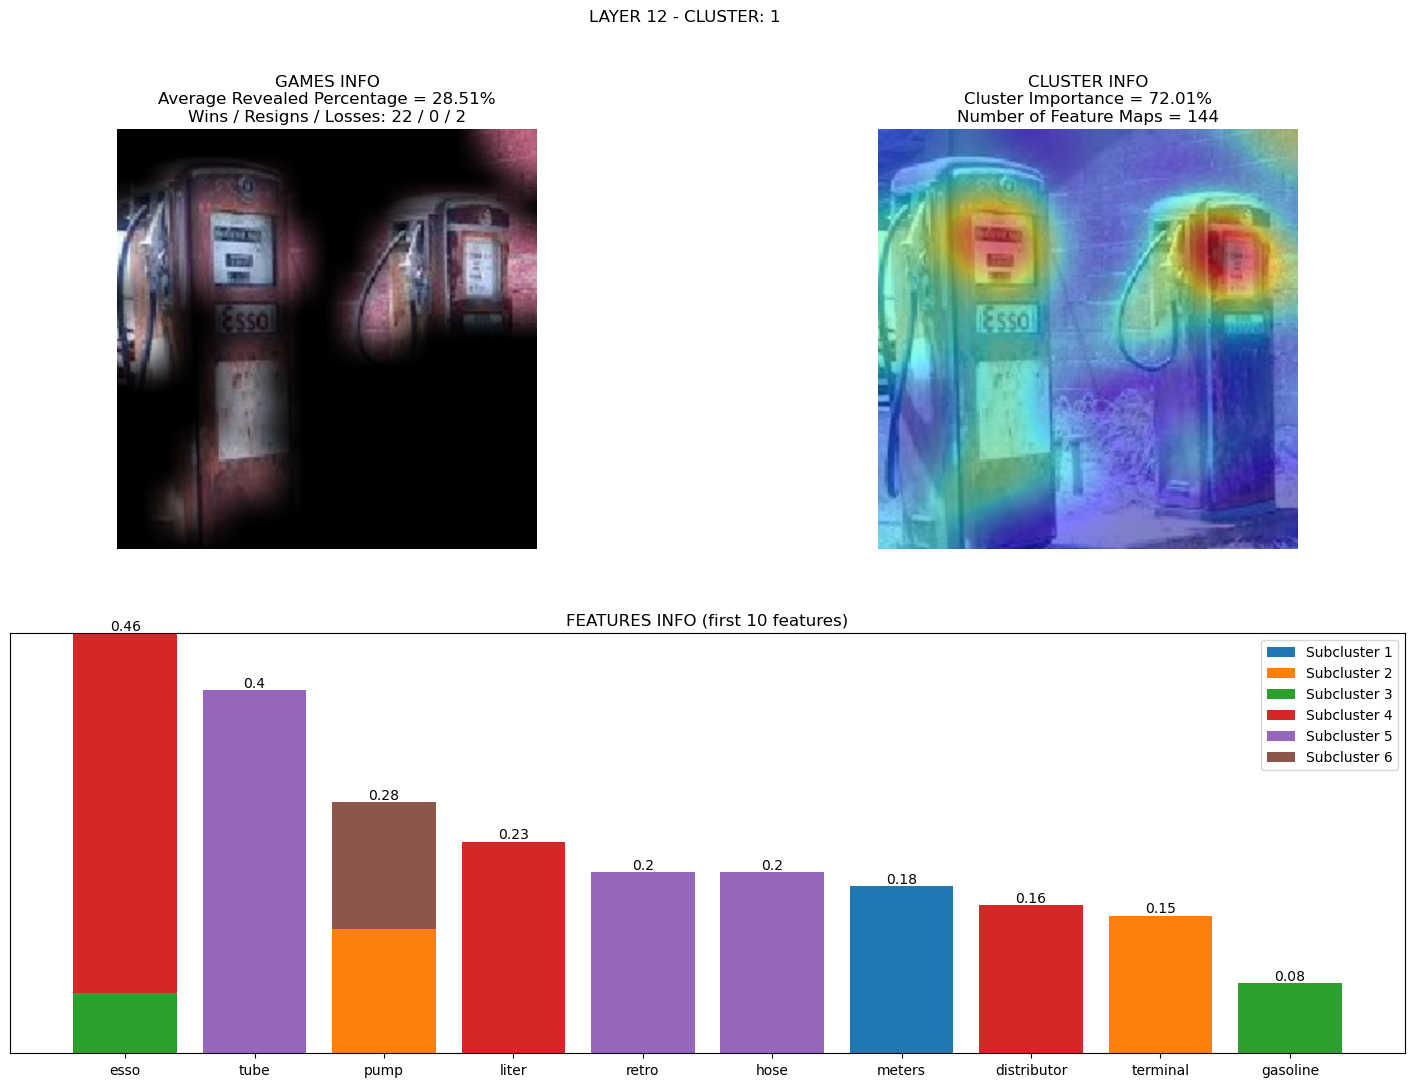 LAYER 12 - CLUSTER: 1
GAMES INFO
Average Revealed Percentage = 28.51%
Wins / Resigns / Losses: 22 / 0 / 2
ESSO
CLUSTER INFO
Cluster Importance = 72.01%
Number of Feature Maps = 144
ESSO
FEATURES INFO (first 10 features)
0.46
0.4
0.28
0.23
0.2
0.2
0.18
0.16
0.15
0.08
Subcluster 1
Subcluster 2
Subcluster 3
Subcluster 4
Subcluster 5
Subcluster 6
esso
tube
pump
liter
retro
hose
meters
distributor
terminal
gasoline